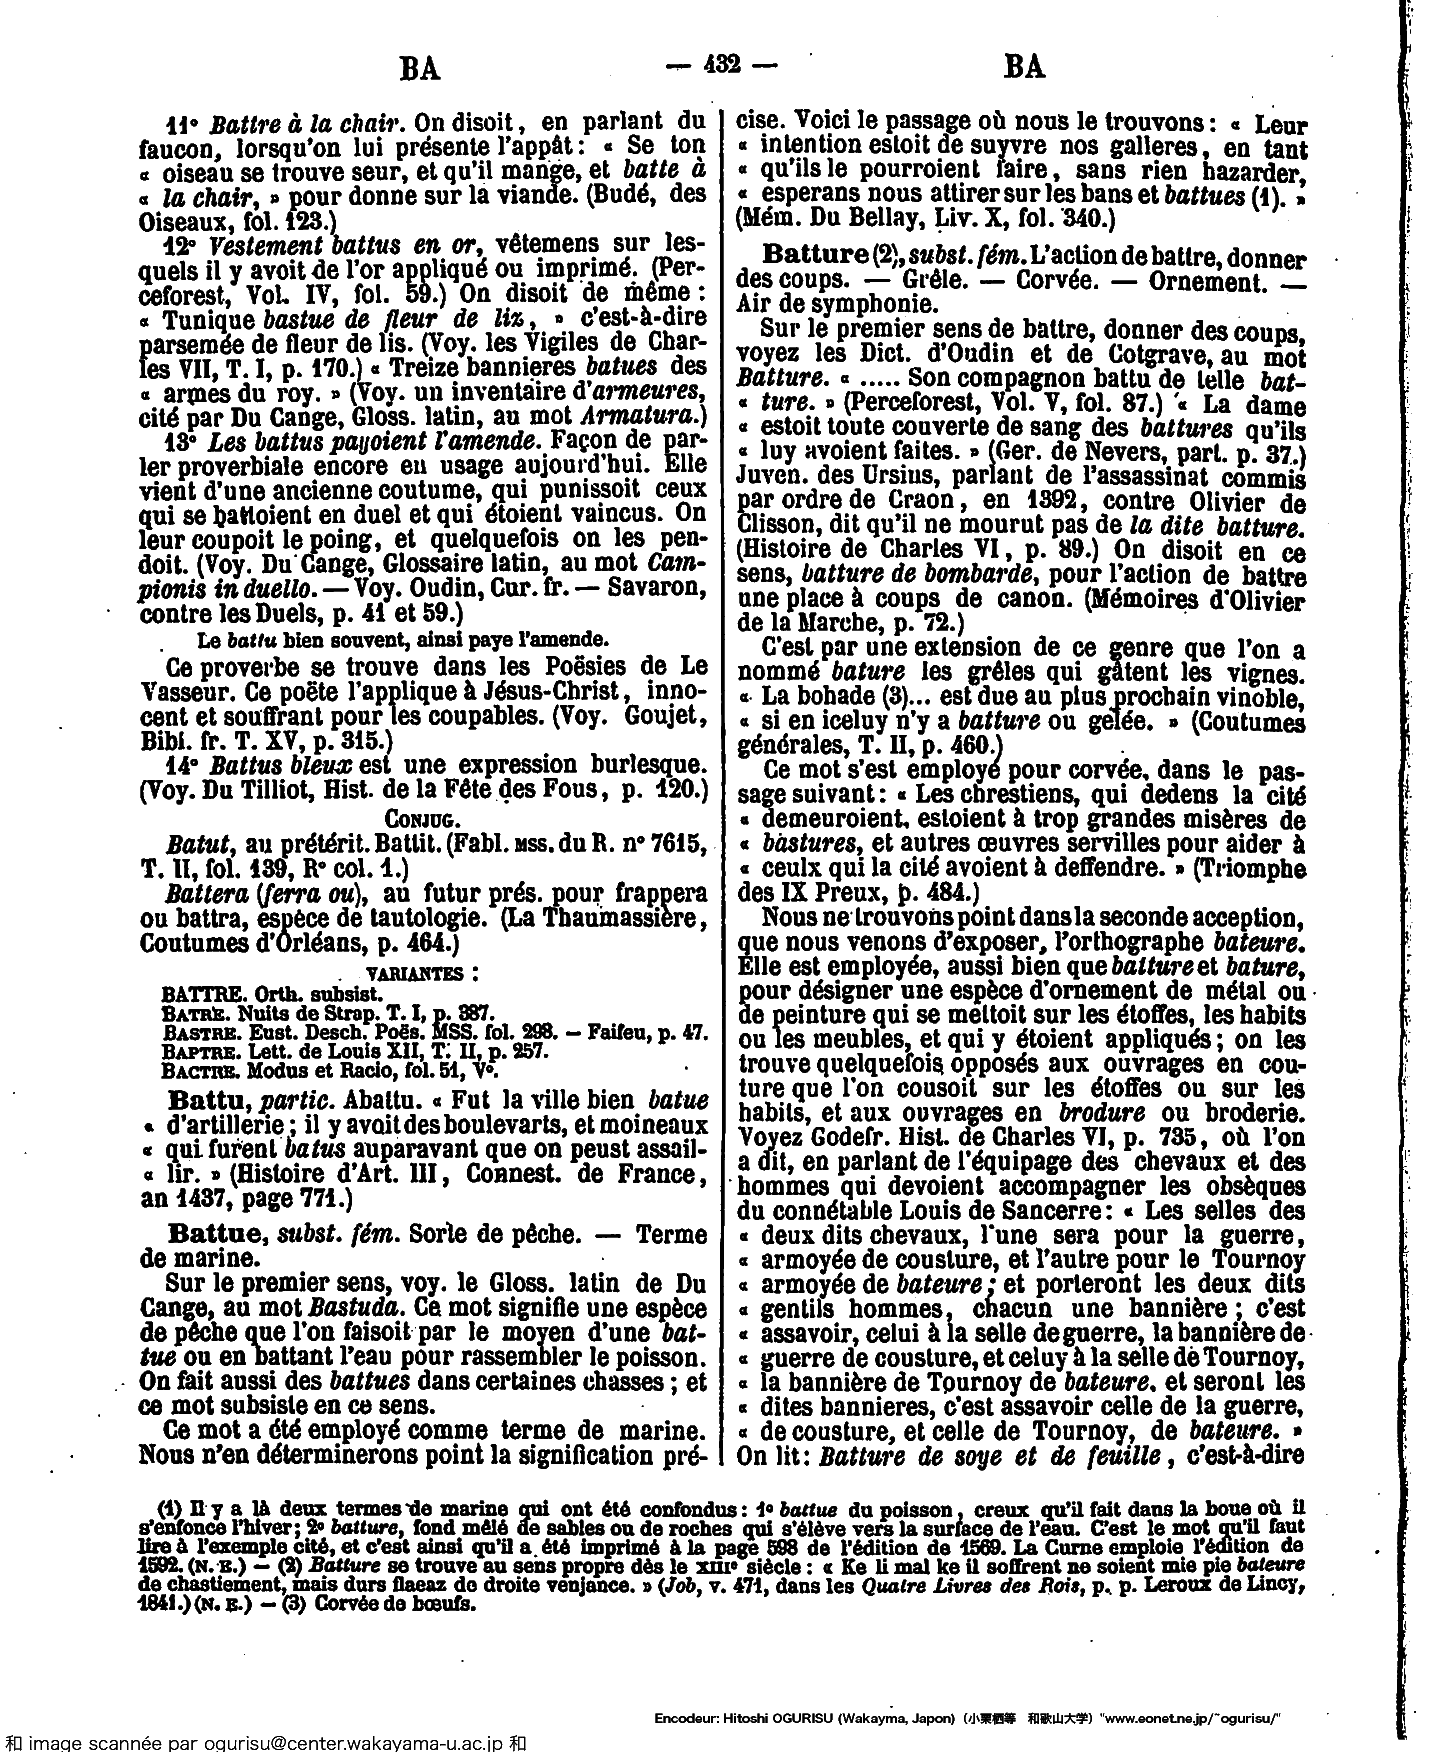 BA
— 432 —
BA
11° Battre à la chair. On disoit, en parlant du
faucon, lorsqu'on lui présente l'appât : « Se ton
« oiseau se trouve seur, et qu'il mange, et batte à
« la chair, » pour donne sur la viande. (Budé, des
Oiseaux, fol. 123.)
12° Vestement battus en or, vêtemens sur les-
quels il y avoit de l'or appliqué ou imprimé. (Per-
ceforest, Vol. IV, fol. 59.) On disoit de même :
« Tunique bastue de fleur de liz, » c'est-à-dire
parsemée de fleur de lis. (Voy. les Vigiles de Char-
les VII, T. I, p. 170.) « Treize bannieres batues des
« armes du roy. » (Voy. un inventaire d'armeures,
cité par Du Cange, Gloss. latin, au mot Armatura.)
13° Les battus payoient l'amende. Façon de par-
ler proverbiale encore en usage aujourd'hui. Elle
vient d'une ancienne coutume, qui punissoit ceux
qui se battoient en duel et qui étoient vaincus. On
leur coupoit le poing, et quelquefois on les pen-
doit. (Voy. Du Cange, Glossaire latin, au mot Cam-
pionis in duello. — Voy. Oudin, Cur. fr. — Savaron,
contre les Duels, p. 41 et 59.)
Le battu bien souvent, ainsi paye l'amende.
Ce proverbe se trouve dans les Poësies de Le
Vasseur. Ce poëte l'applique à Jésus-Christ, inno-
cent et souffrant pour les coupables. (Voy. Goujet,
Bibl. fr. T. XV, p. 315.)
14° Battus bleux est une expression burlesque.
(Voy. Du Tilliot, Hist. de la Fête des Fous, p. 120.)
CONJUG.
Batut, au prétérit. Battit. (Fabl. MSS. du R. n° 7615,
T. II, fol. 139, R° col. 1.)
Battera (ferra ou), au futur prés. pour frappera
ou battra, espèce de tautologie. (La Thaumassière,
Coutumes d'Orléans, p. 464.)
VARIANTES :
BATTRE. Orth. subsist.
BATRE. Nuits de Strap. T. I, p. 387.
BASTRE. Eust. Desch. Poës. MSS. fol. 298. — Faifeu, p. 47.
BAPTRE. Lett. de Louis XII, T. II, p. 257.
BACTRE. Modus et Racio, fol. 51, V°.
Battu, partic. Abattu. « Fut la ville bien batue
« d'artillerie ; il y avoit des boulevarts, et moineaux
« qui furent batus auparavant que on peust assail-
« lir. » (Histoire d'Art. III, Connest. de France,
an 1437, page 771.)
Battue, subst. fém. Sorte de pêche. — Terme
de marine.
Sur le premier sens, voy. le Gloss. latin de Du
Cange, au mot Bastuda. Ce mot signifie une espèce
de pêche que l'on faisoit par le moyen d'une bat-
tue ou en battant l'eau pour rassembler le poisson.
On fait aussi des battues dans certaines chasses ; et
ce mot subsiste en ce sens.
Ce mot a été employé comme terme de marine.
Nous n'en déterminerons point la signification pré-
cise. Voici le passage où nous le trouvons : « Leur
« intention estoit de suyvre nos galleres, en tant
« qu'ils le pourroient faire, sans rien hazarder,
« esperans nous attirer sur les bans et battues (1). »
(Mém. Du Bellay, Liv. X, fol. 340.)
Batture (2), subst. fém. L'action de battre, donner
des coups. — Grêle. — Corvée. — Ornement. —
Air de symphonie.
Sur le premier sens de battre, donner des coups,
voyez les Dict. d'Oudin et de Cotgrave, au mot
Batture. « ..... Son compagnon battu de telle bat-
« ture. » (Perceforest, Vol. V, fol. 87.) « La dame
« estoit toute couverte de sang des battures qu'ils
« luy avoient faites. » (Ger. de Nevers, part. p. 37.)
Juven. des Ursins, parlant de l'assassinat commis
par ordre de Craon, en 1392, contre Olivier de
Clisson, dit qu'il ne mourut pas de la dite batture.
(Histoire de Charles VI, p. 89.) On disoit en ce
sens, batture de bombarde, pour l'action de battre
une place à coups de canon. (Mémoires d'Olivier
de la Marche, p. 72.)
C'est par une extension de ce genre que l'on a
nommé bature les grêles qui gâtent les vignes.
« La bohade (3)... est due au plus prochain vinoble,
« si en iceluy n'y a batture ou gelée. » (Coutumes
générales, T. II, p. 460.)
Ce mot s'est employé pour corvée, dans le pas-
sage suivant : « Les chrestiens, qui dedens la cité
« demeuroient, estoient à trop grandes misères de
« bastures, et autres œuvres servilles pour aider à
« ceulx qui la cité avoient à deffendre. » (Triomphe
des IX Preux, p. 484.)
Nous ne trouvons point dans la seconde acception,
que nous venons d'exposer, l'orthographe bateure.
Elle est employée, aussi bien que batture et bature,
pour désigner une espèce d'ornement de métal ou
de peinture qui se mettoit sur les étoffes, les habits
ou les meubles, et qui y étoient appliqués ; on les
trouve quelquefois opposés aux ouvrages en cou-
ture que l'on cousoit sur les étoffes ou sur les
habits, et aux ouvrages en brodure ou broderie.
Voyez Godefr. Hist. de Charles VI, p. 735, où l'on
a dit, en parlant de l'équipage des chevaux et des
hommes qui devoient accompagner les obsèques
du connétable Louis de Sancerre : « Les selles des
« deux dits chevaux, l'une sera pour la guerre,
« armoyée de cousture, et l'autre pour le Tournoy
« armoyée de bateure ; et porteront les deux dits
« gentils hommes, chacun une bannière ; c'est
« assavoir, celui à la selle de guerre, la bannière de
« guerre de cousture, et celuy à la selle de Tournoy,
« la bannière de Tournoy de bateure, et seront les
« dites bannieres, c'est assavoir celle de la guerre,
« de cousture, et celle de Tournoy, de bateure. »
On lit : Batture de soye et de feuille, c'est-à-dire
(1) Il y a là deux termes de marine qui ont été confondus : 1° battue du poisson, creux qu'il fait dans la boue où il
s'enfonce l'hiver ; 2° batture, fond mêlé de sables ou de roches qui s'élève vers la surface de l'eau. C'est le mot qu'il faut
lire à l'exemple cité, et c'est ainsi qu'il a été imprimé à la page 598 de l'édition de 1569. La Curne emploie l'édition de
1592. (N. E.) — (2) Batture se trouve au sens propre dès le XIIIe siècle : « Ke li mal ke il soffrent ne soient mie pie bateure
de chastiement, mais durs flaeaz de droite venjance. » (Job, v. 471, dans les Quatre Livres des Rois, p. p. Leroux de Lincy,
1841.) (N. E.) — (3) Corvée de bœufs.
Encodeur: Hitoshi OGURISU (Wakayma, Japon) (小栗栖等 和歌山大学) "www.eonet.ne.jp/~ogurisu/"
和 image scannée par ogurisu@center.wakayama-u.ac.jp 和